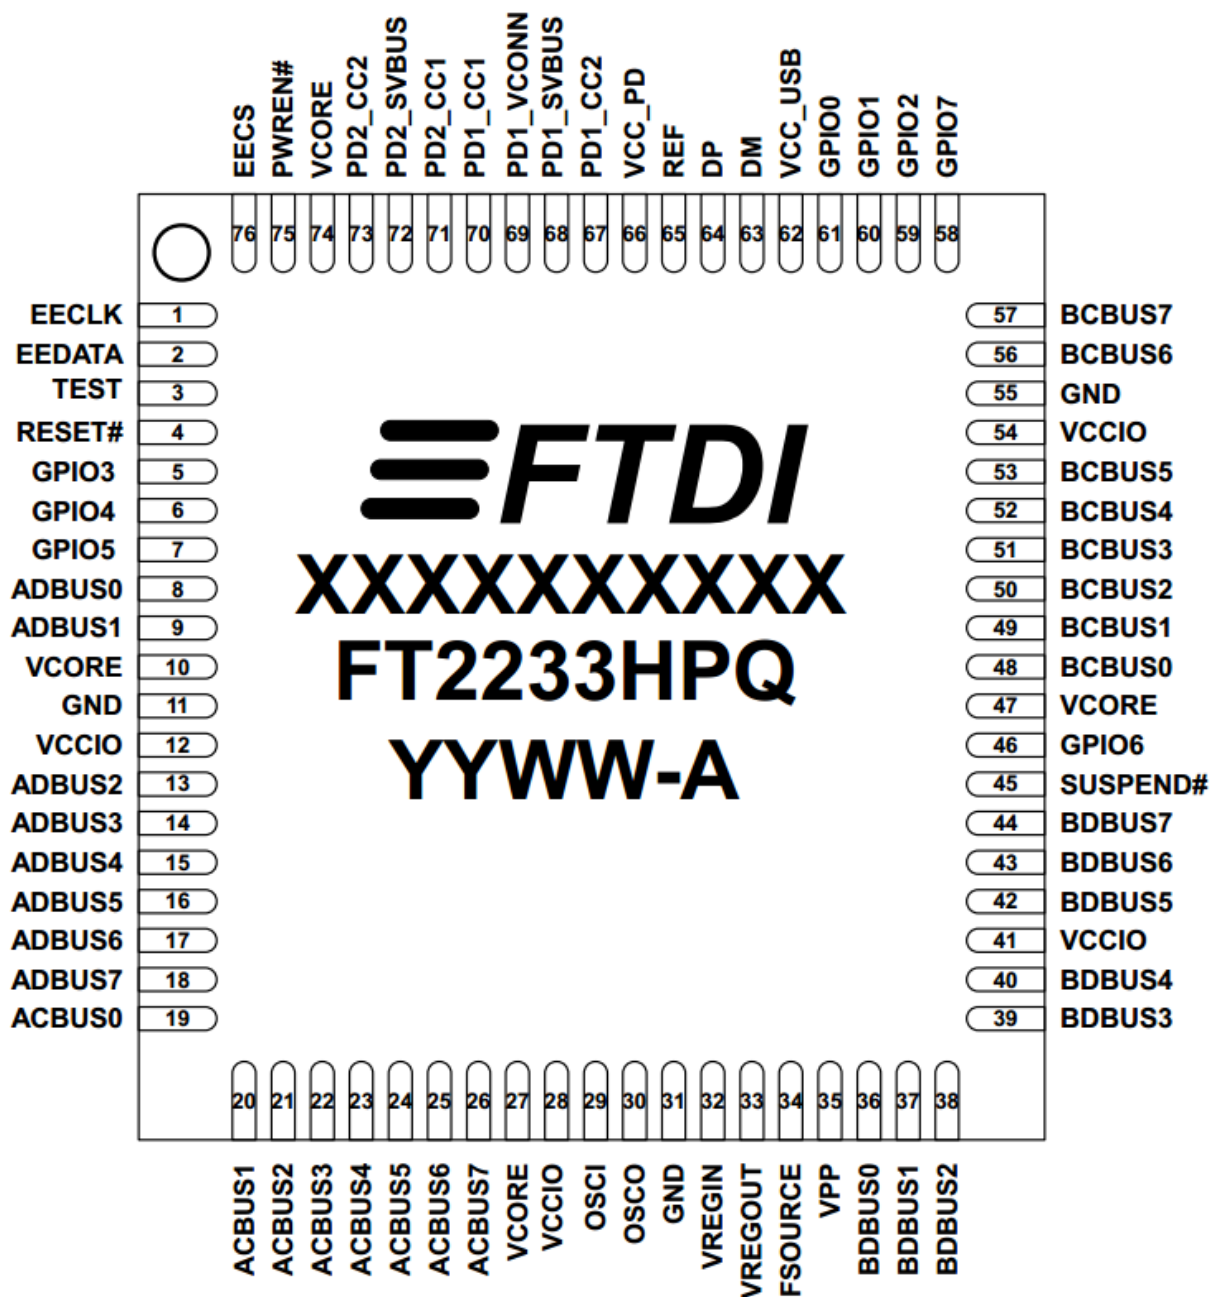 EECS
PWREN#
VCORE
PD2_CC2
PD2_SVBUS
PD2_CC1
PD1_CC1
PD1_VCONN
PD1_SVBUS
PD1_CC2
VCC_PD
REF
DP
DM
VCC_USB
GPIO0
GPIO1
GPIO2
GPIO7
76 75 74 73 72 71 70 69 68 67 66 65 64 63 62 61 60 59 58
EECLK 1
EEDATA 2
TEST 3
RESET# 4
GPIO3 5
GPIO4 6
GPIO5 7
ADBUS0 8
ADBUS1 9
VCORE 10
GND 11
VCCIO 12
ADBUS2 13
ADBUS3 14
ADBUS4 15
ADBUS5 16
ADBUS6 17
ADBUS7 18
ACBUS0 19
FTDI
XXXXXXXXXX
FT2233HPQ
YYWW-A
57 BCBUS7
56 BCBUS6
55 GND
54 VCCIO
53 BCBUS5
52 BCBUS4
51 BCBUS3
50 BCBUS2
49 BCBUS1
48 BCBUS0
47 VCORE
46 GPIO6
45 SUSPEND#
44 BDBUS7
43 BDBUS6
42 BDBUS5
41 VCCIO
40 BDBUS4
39 BDBUS3
20 21 22 23 24 25 26 27 28 29 30 31 32 33 34 35 36 37 38
ACBUS1
ACBUS2
ACBUS3
ACBUS4
ACBUS5
ACBUS6
ACBUS7
VCORE
VCCIO
OSCI
OSCO
GND
VREGIN
VREGOUT
FSOURCE
VPP
BDBUS0
BDBUS1
BDBUS2